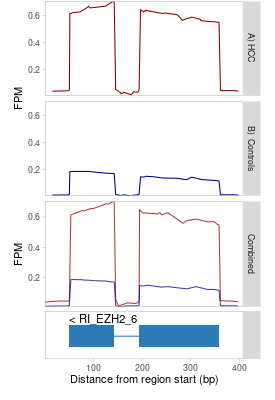 0.6
0.4
0.2
FPM
A) HCC
0.6
0.4
0.2
B) Controls
0.6
0.4
0.2
FPM
Combined
< RI_EZH2_6
100 200 300 400
Distance from region start (bp)